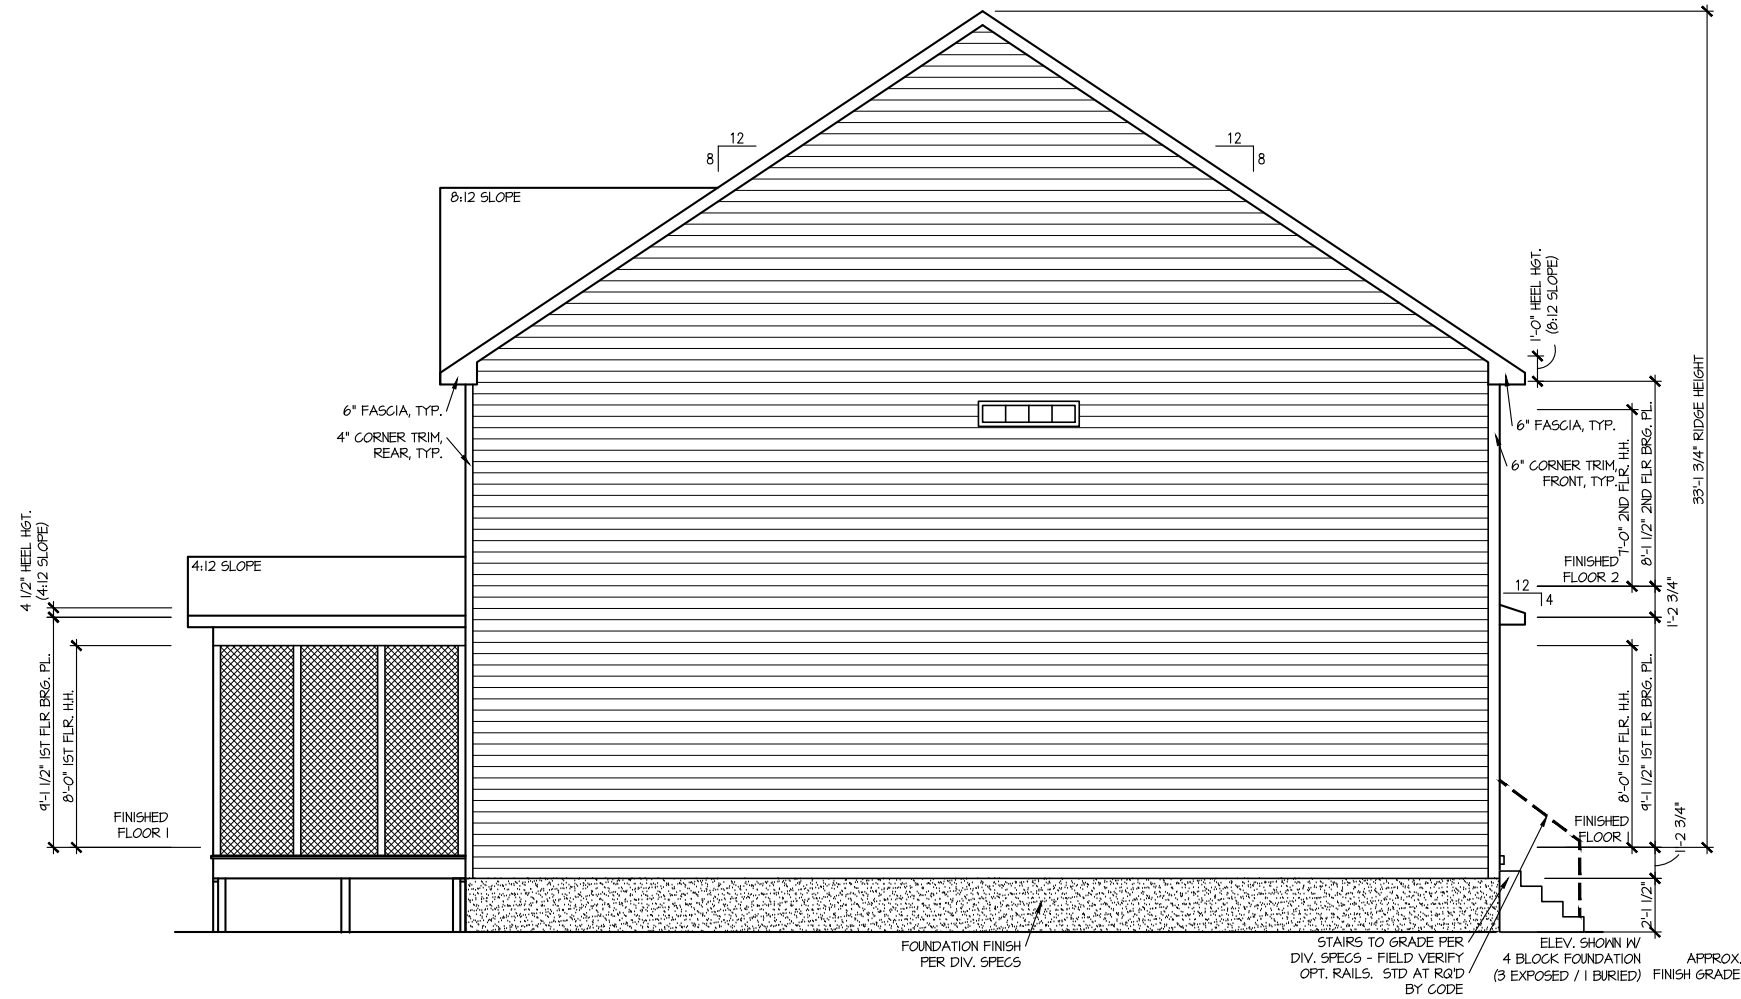 12
8
12
8
8:12 SLOPE
1'-0" HEEL HGT.
(8:12 SLOPE)
33'-1 3/4" RIDGE HEIGHT
6" FASCIA, TYP.
4" CORNER TRIM,
REAR, TYP.
6" FASCIA, TYP.
6" CORNER TRIM,
FRONT, TYP.
7'-0" 2ND FLR. H.H.
8'-1 1/2" 2ND FLR BRG. PL.
4 1/2" HEEL HGT.
(4:12 SLOPE)
4:12 SLOPE
FINISHED
FLOOR 2
12
4
1'-2 3/4"
9'-1 1/2" 1ST FLR BRG. PL.
8'-0" 1ST FLR. H.H.
8'-0" 1ST FLR. H.H.
9'-1 1/2" 1ST FLR BRG. PL.
FINISHED
FLOOR 1
FINISHED
FLOOR 1
1'-2 3/4"
2'-1 1/2"
FOUNDATION FINISH
PER DIV. SPECS
STAIRS TO GRADE PER
DIV. SPECS - FIELD VERIFY
OPT. RAILS. STD AT RQ'D
BY CODE
ELEV. SHOWN W/
4 BLOCK FOUNDATION
(3 EXPOSED / 1 BURIED)
APPROX.
FINISH GRADE